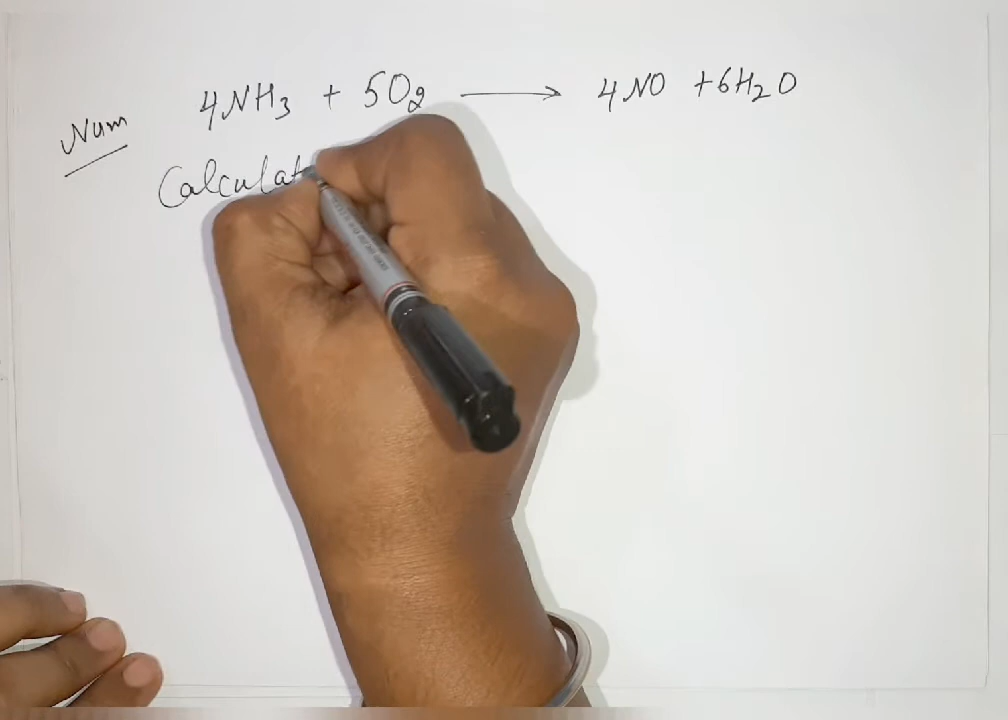 4NH₃ + 5O₂ ⟶ 4NO + 6H₂O
Num
Calculat